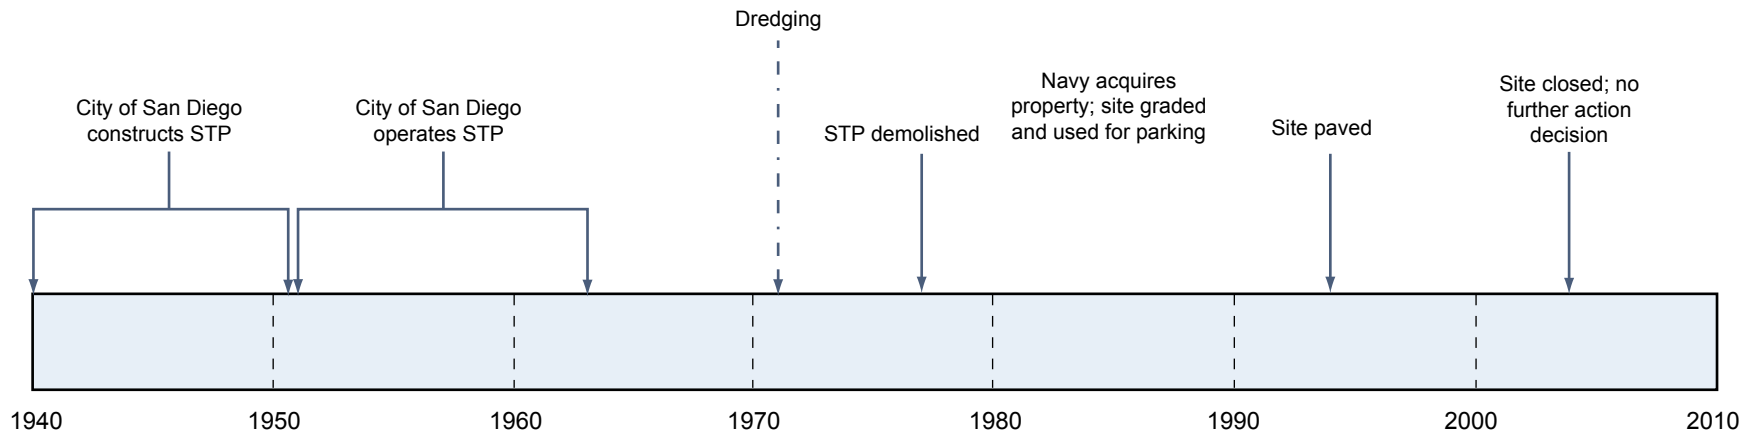 Dredging
City of San Diego
constructs STP
City of San Diego
operates STP
STP demolished
Navy acquires
property; site graded
and used for parking
Site paved
Site closed; no
further action
decision
1940
1950
1960
1970
1980
1990
2000
2010